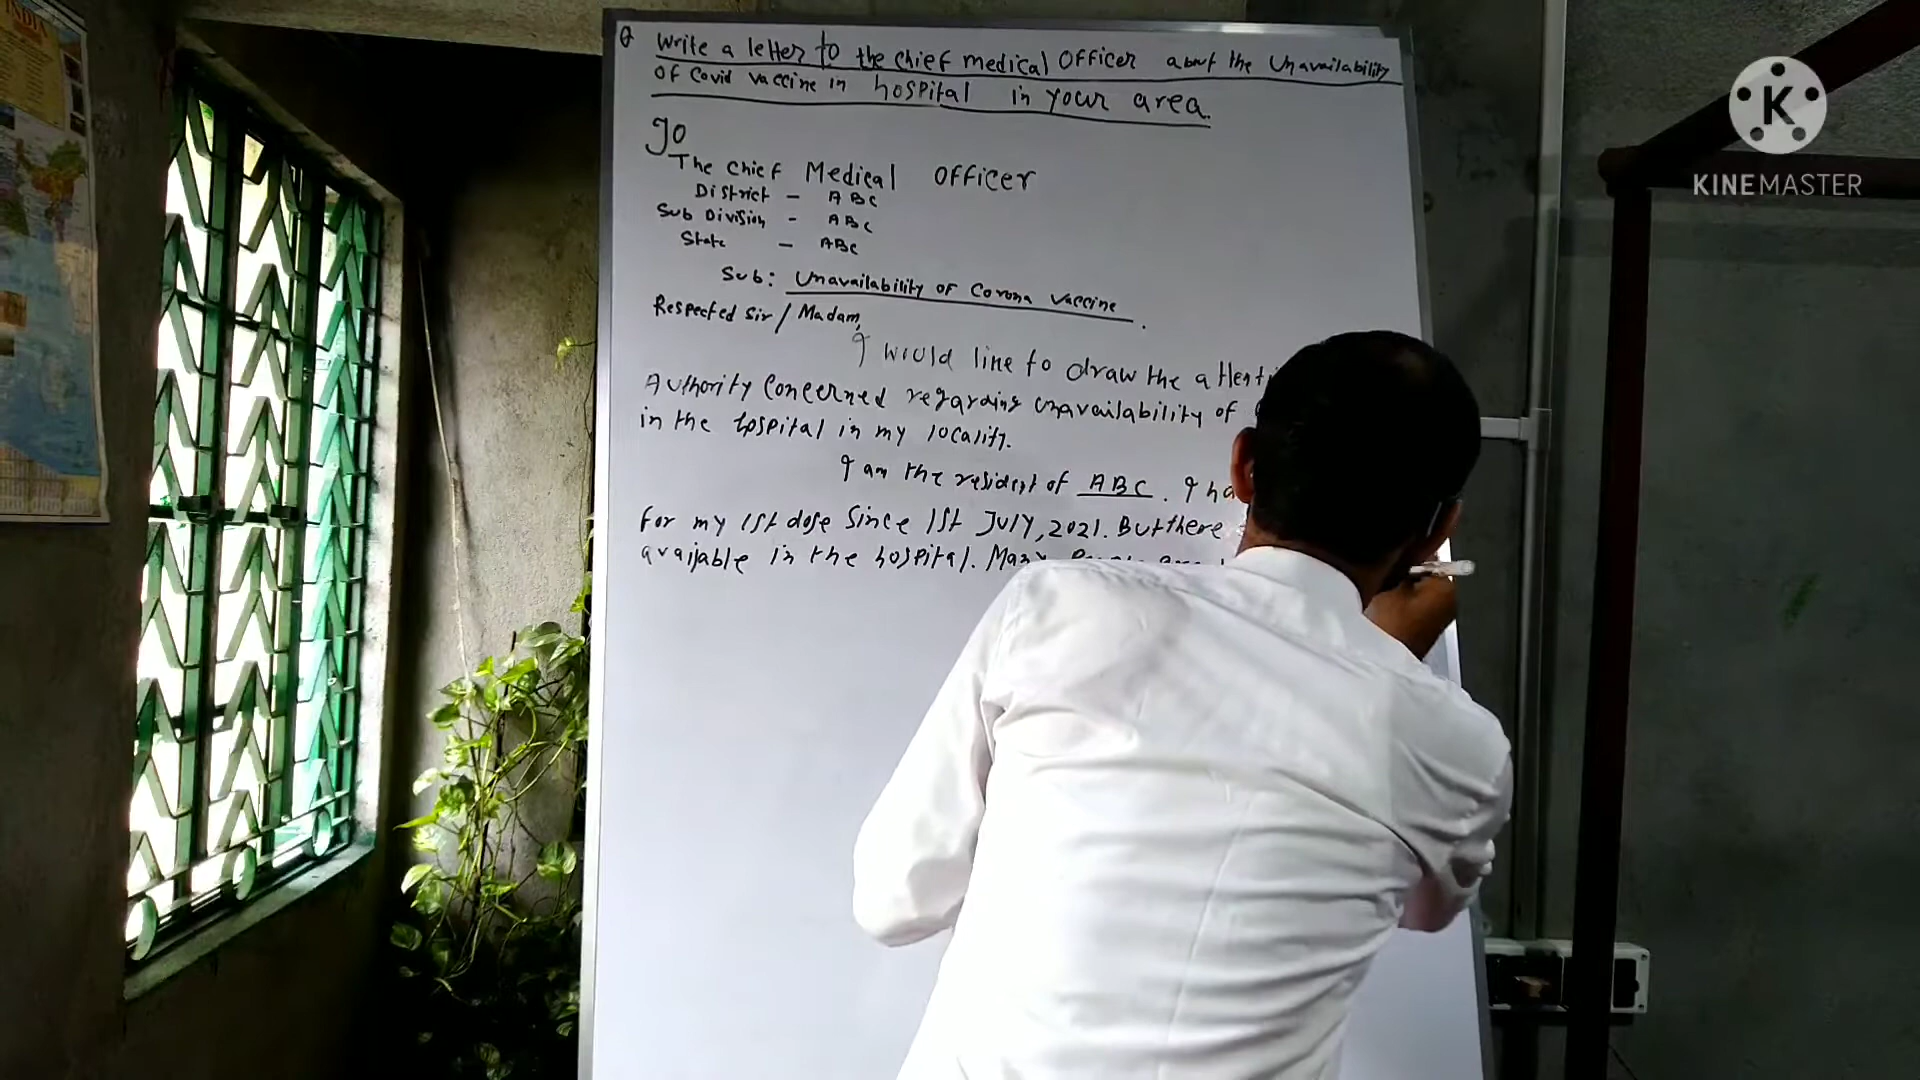 INDIA
Q Write a letter to the chief medical Officer about the Unavailability
of Covid vaccine in hospital in your area.
To
The Chief Medical Officer
District - ABC
Sub Division - ABC
State - ABC
Sub: Unavailability of Corona Vaccine.
Respected Sir/Madam,
I would like to draw the
Authority Concerned regarding unavailability of
in the hospital in my locality.
I am the resident of ABC. I
for my 1st dose Since 1st July, 2021. But there
available in the hospital. Many
KINEMASTER